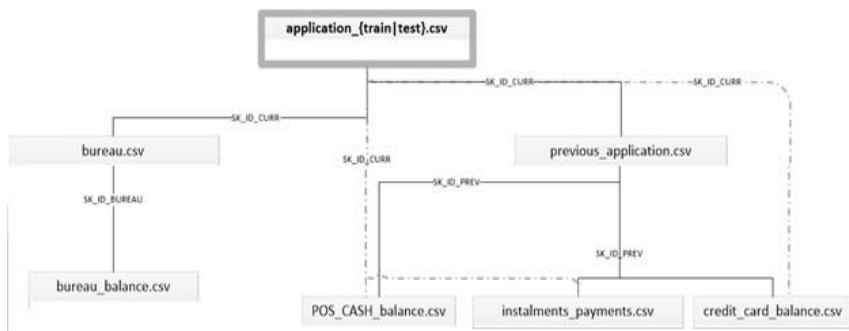 application_{train|test}.csv
SK_ID_CURR
SK_ID_CURR
SK_ID_CURR
bureau.csv
previous_application.csv
SK_ID_CURR
SK_ID_PREV
SK_ID_BUREAU
SK_ID_PREV
bureau_balance.csv
POS_CASH_balance.csv
instalments_payments.csv
credit_card_balance.csv